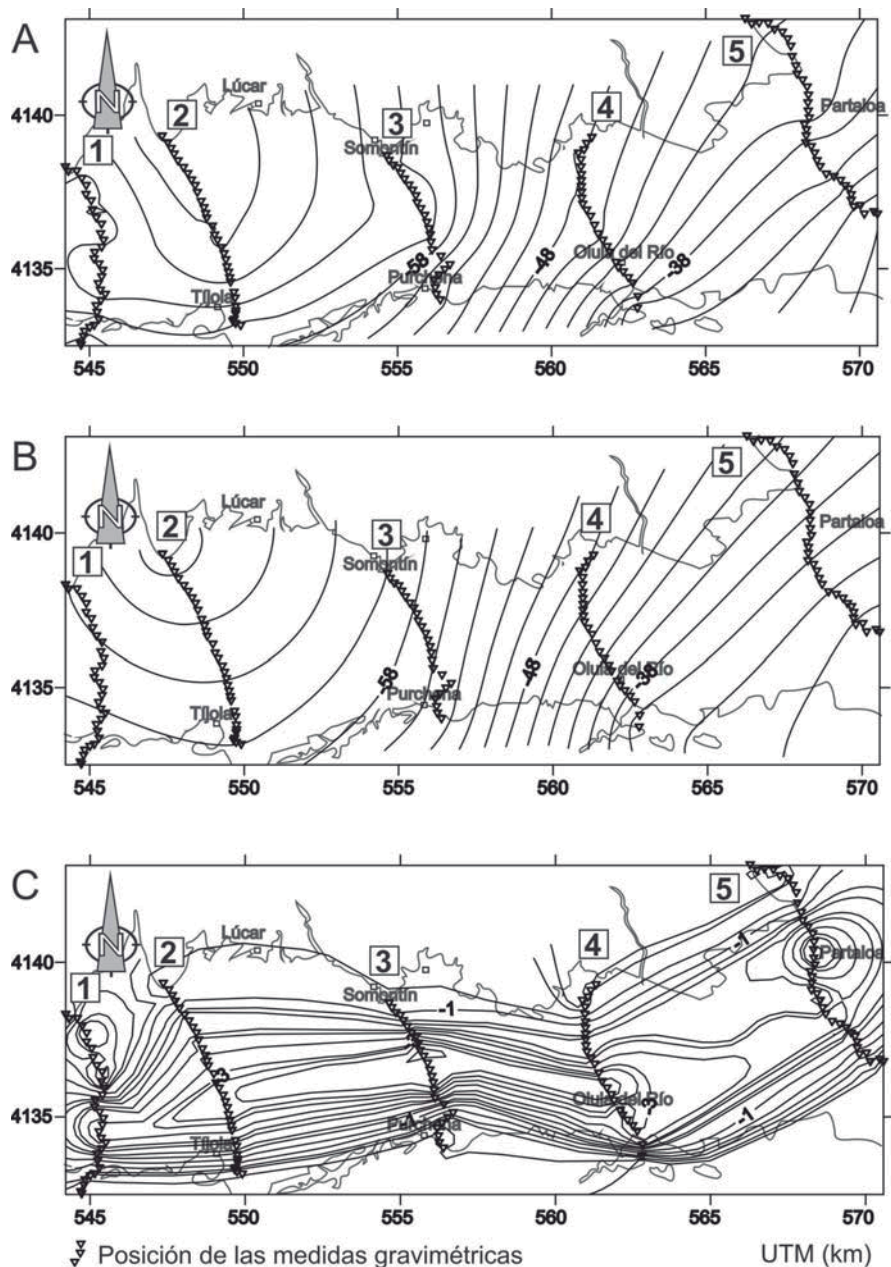 A
N
1
2
3
4
5
Lúcar
Somontín
Partaloa
Olula del Río
Purchena
Tíjola
-58
-48
-38
4140
4135
545 550 555 560 565 570
B
N
1
2
3
4
5
Lúcar
Somontín
Partaloa
Olula del Río
Purchena
Tíjola
-58
-48
-38
4140
4135
545 550 555 560 565 570
C
N
1
2
3
4
5
Lúcar
Somontín
Partaloa
Olula del Río
Purchena
Tíjola
-1
-1
-3
-3
-1
4140
4135
545 550 555 560 565 570
Posición de las medidas gravimétricas
UTM (km)